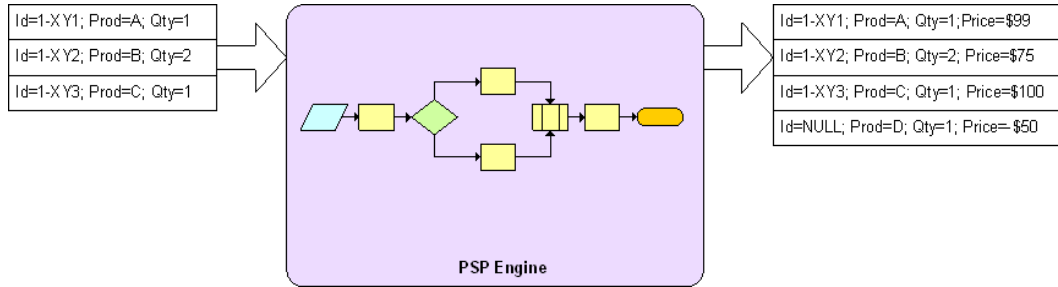 Id=1-XY1; Prod=A; Qty=1
Id=1-XY2; Prod=B; Qty=2
Id=1-XY3; Prod=C; Qty=1
PSP Engine
Id=1-XY1; Prod=A; Qty=1;Price=$99
Id=1-XY2; Prod=B; Qty=2; Price=$75
Id=1-XY3; Prod=C; Qty=1; Price=$100
Id=NULL; Prod=D; Qty=1; Price=-$50